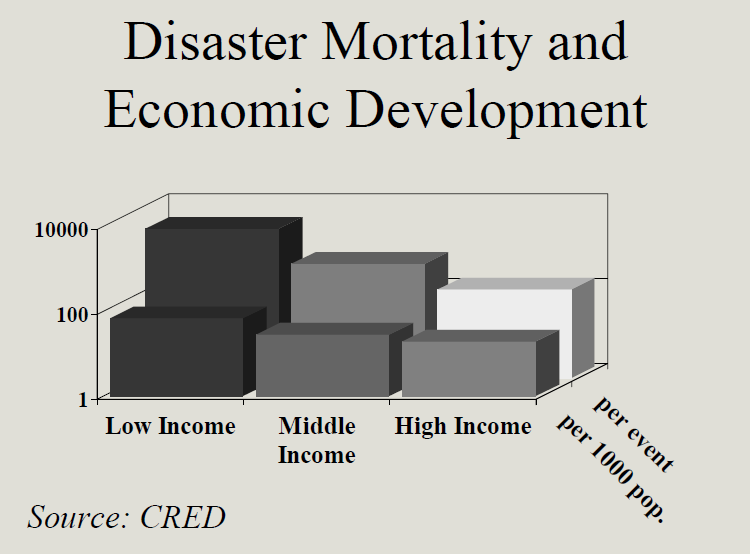 Disaster Mortality and
Economic Development
10000
100
1
Low Income
Middle
Income
High Income
per event
per 1000 pop.
Source: CRED